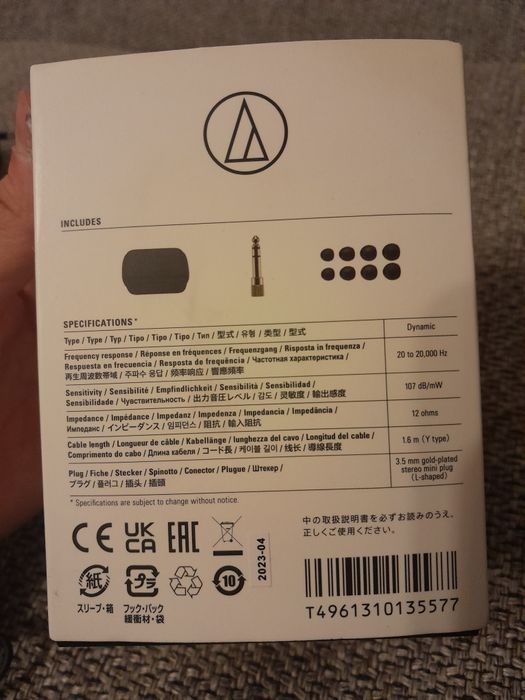 INCLUDES
SPECIFICATIONS*
Type / Type / Typ / Tipo / Tipo / Tipo / Тип / 型式 / 유형 / 类型 / 型式
Dynamic
Frequency response / Réponse en fréquences / Frequenzgang / Risposta in frequenza /
Respuesta en frecuencia / Resposta de frequência / Частотная характеристика /
再生周波数帯域 / 주파수 응답 / 频率响应 / 響應頻率
20 to 20,000 Hz
Sensitivity / Sensibilité / Empfindlichkeit / Sensibilità / Sensibilidad /
Sensibilidade / Чувствительность / 出力音圧レベル / 감도 / 灵敏度 / 輸出感度
107 dB/mW
Impedance / Impédance / Impedanz / Impedenza / Impedancia / Impedância /
Импеданс / インピーダンス / 임피던스 / 阻抗 / 輸入阻抗
12 ohms
Cable length / Longueur de câble / Kabellänge / lunghezza del cavo / Longitud del cable /
Comprimento do cabo / Длина кабеля / コード長 / 케이블 길이 / 线长 / 導線長度
1.6 m (Y type)
Plug / Fiche / Stecker / Spinotto / Conector / Plugue / Штекер /
プラグ / 플러그 / 插头 / 插頭
3.5 mm gold-plated
stereo mini plug
(L-shaped)
* Specifications are subject to change without notice.
CE UK
CA EAC
2023-04
中の取扱説明書を必ずお読みのうえ、
正しくご使用ください。
紙
プラ
10
スリーブ・箱
フック・パック
緩衝材・袋
T4961310135577